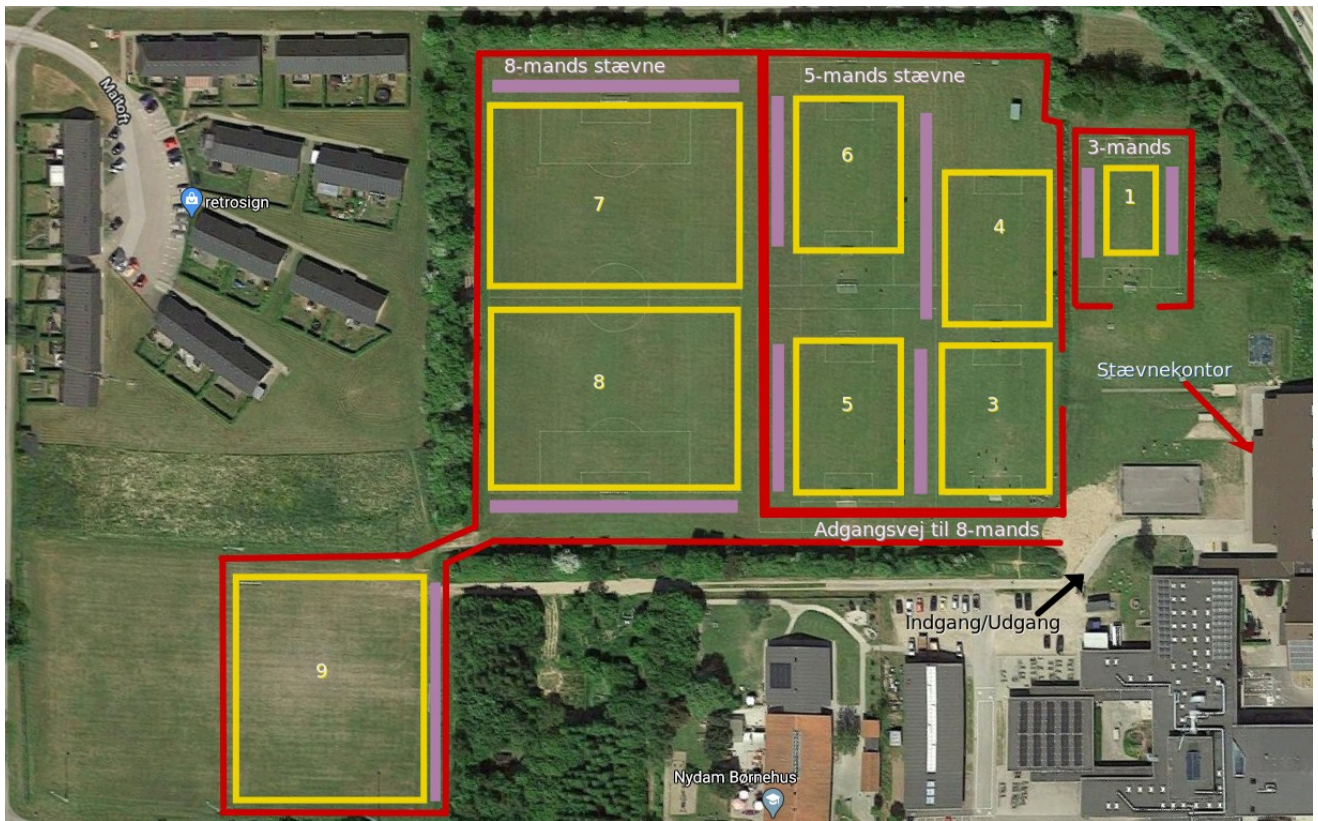 8-mands stævne
5-mands stævne
3-mands
Mailoft
retrosign
7
6
4
1
8
5
3
Stævnekontor
Adgangsvej til 8-mands
Indgang/Udgang
9
Nydam Børnehus